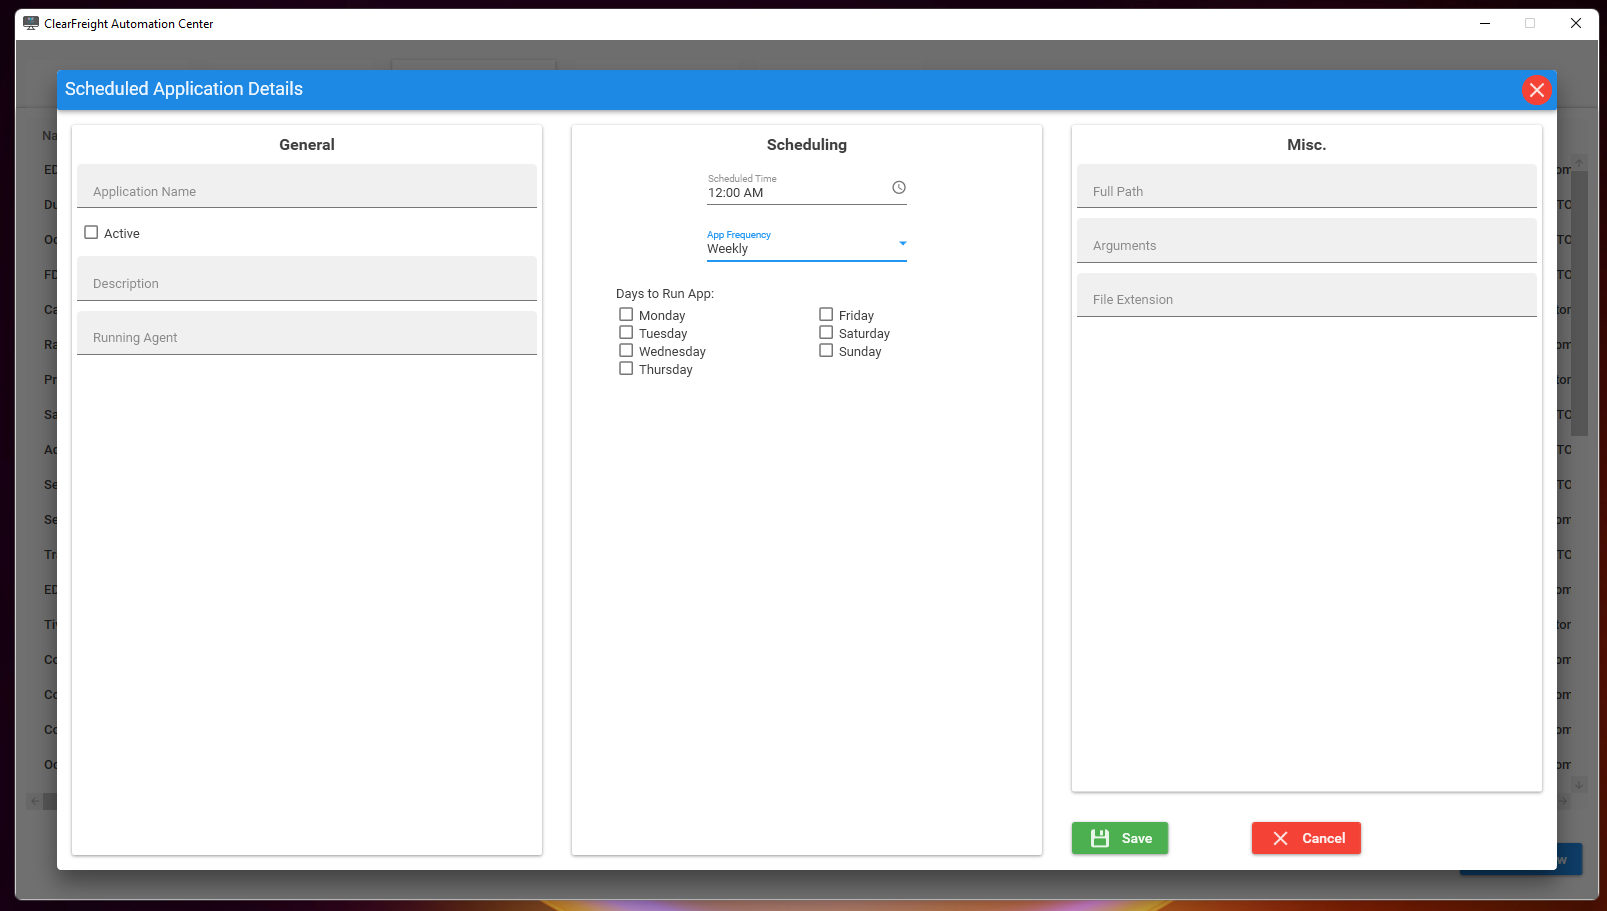 ClearFreight Automation Center
Scheduled Application Details
General
Application Name
Active
Description
Running Agent
Scheduling
Scheduled Time
12:00 AM
App Frequency
Weekly
Days to Run App:
Monday
Tuesday
Wednesday
Thursday
Friday
Saturday
Sunday
Misc.
Full Path
Arguments
File Extension
Save
Cancel